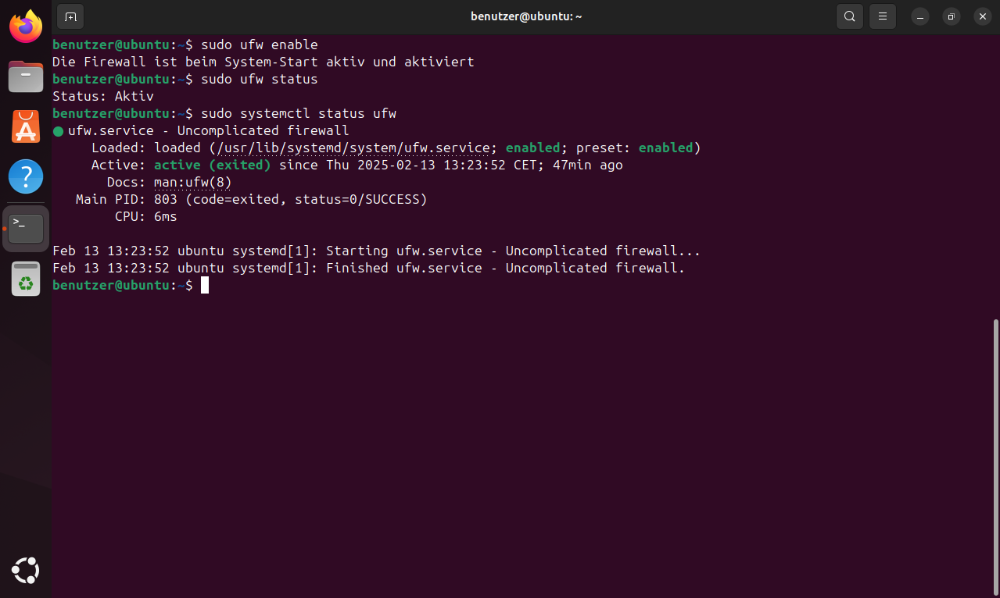 benutzer@ubuntu: ~
benutzer@ubuntu:~$ sudo ufw enable
Die Firewall ist beim System-Start aktiv und aktiviert
benutzer@ubuntu:~$ sudo ufw status
Status: Aktiv
benutzer@ubuntu:~$ sudo systemctl status ufw
● ufw.service - Uncomplicated firewall
     Loaded: loaded (/usr/lib/systemd/system/ufw.service; enabled; preset: enabled)
     Active: active (exited) since Thu 2025-02-13 13:23:52 CET; 47min ago
       Docs: man:ufw(8)
   Main PID: 803 (code=exited, status=0/SUCCESS)
        CPU: 6ms

Feb 13 13:23:52 ubuntu systemd[1]: Starting ufw.service - Uncomplicated firewall...
Feb 13 13:23:52 ubuntu systemd[1]: Finished ufw.service - Uncomplicated firewall.
benutzer@ubuntu:~$